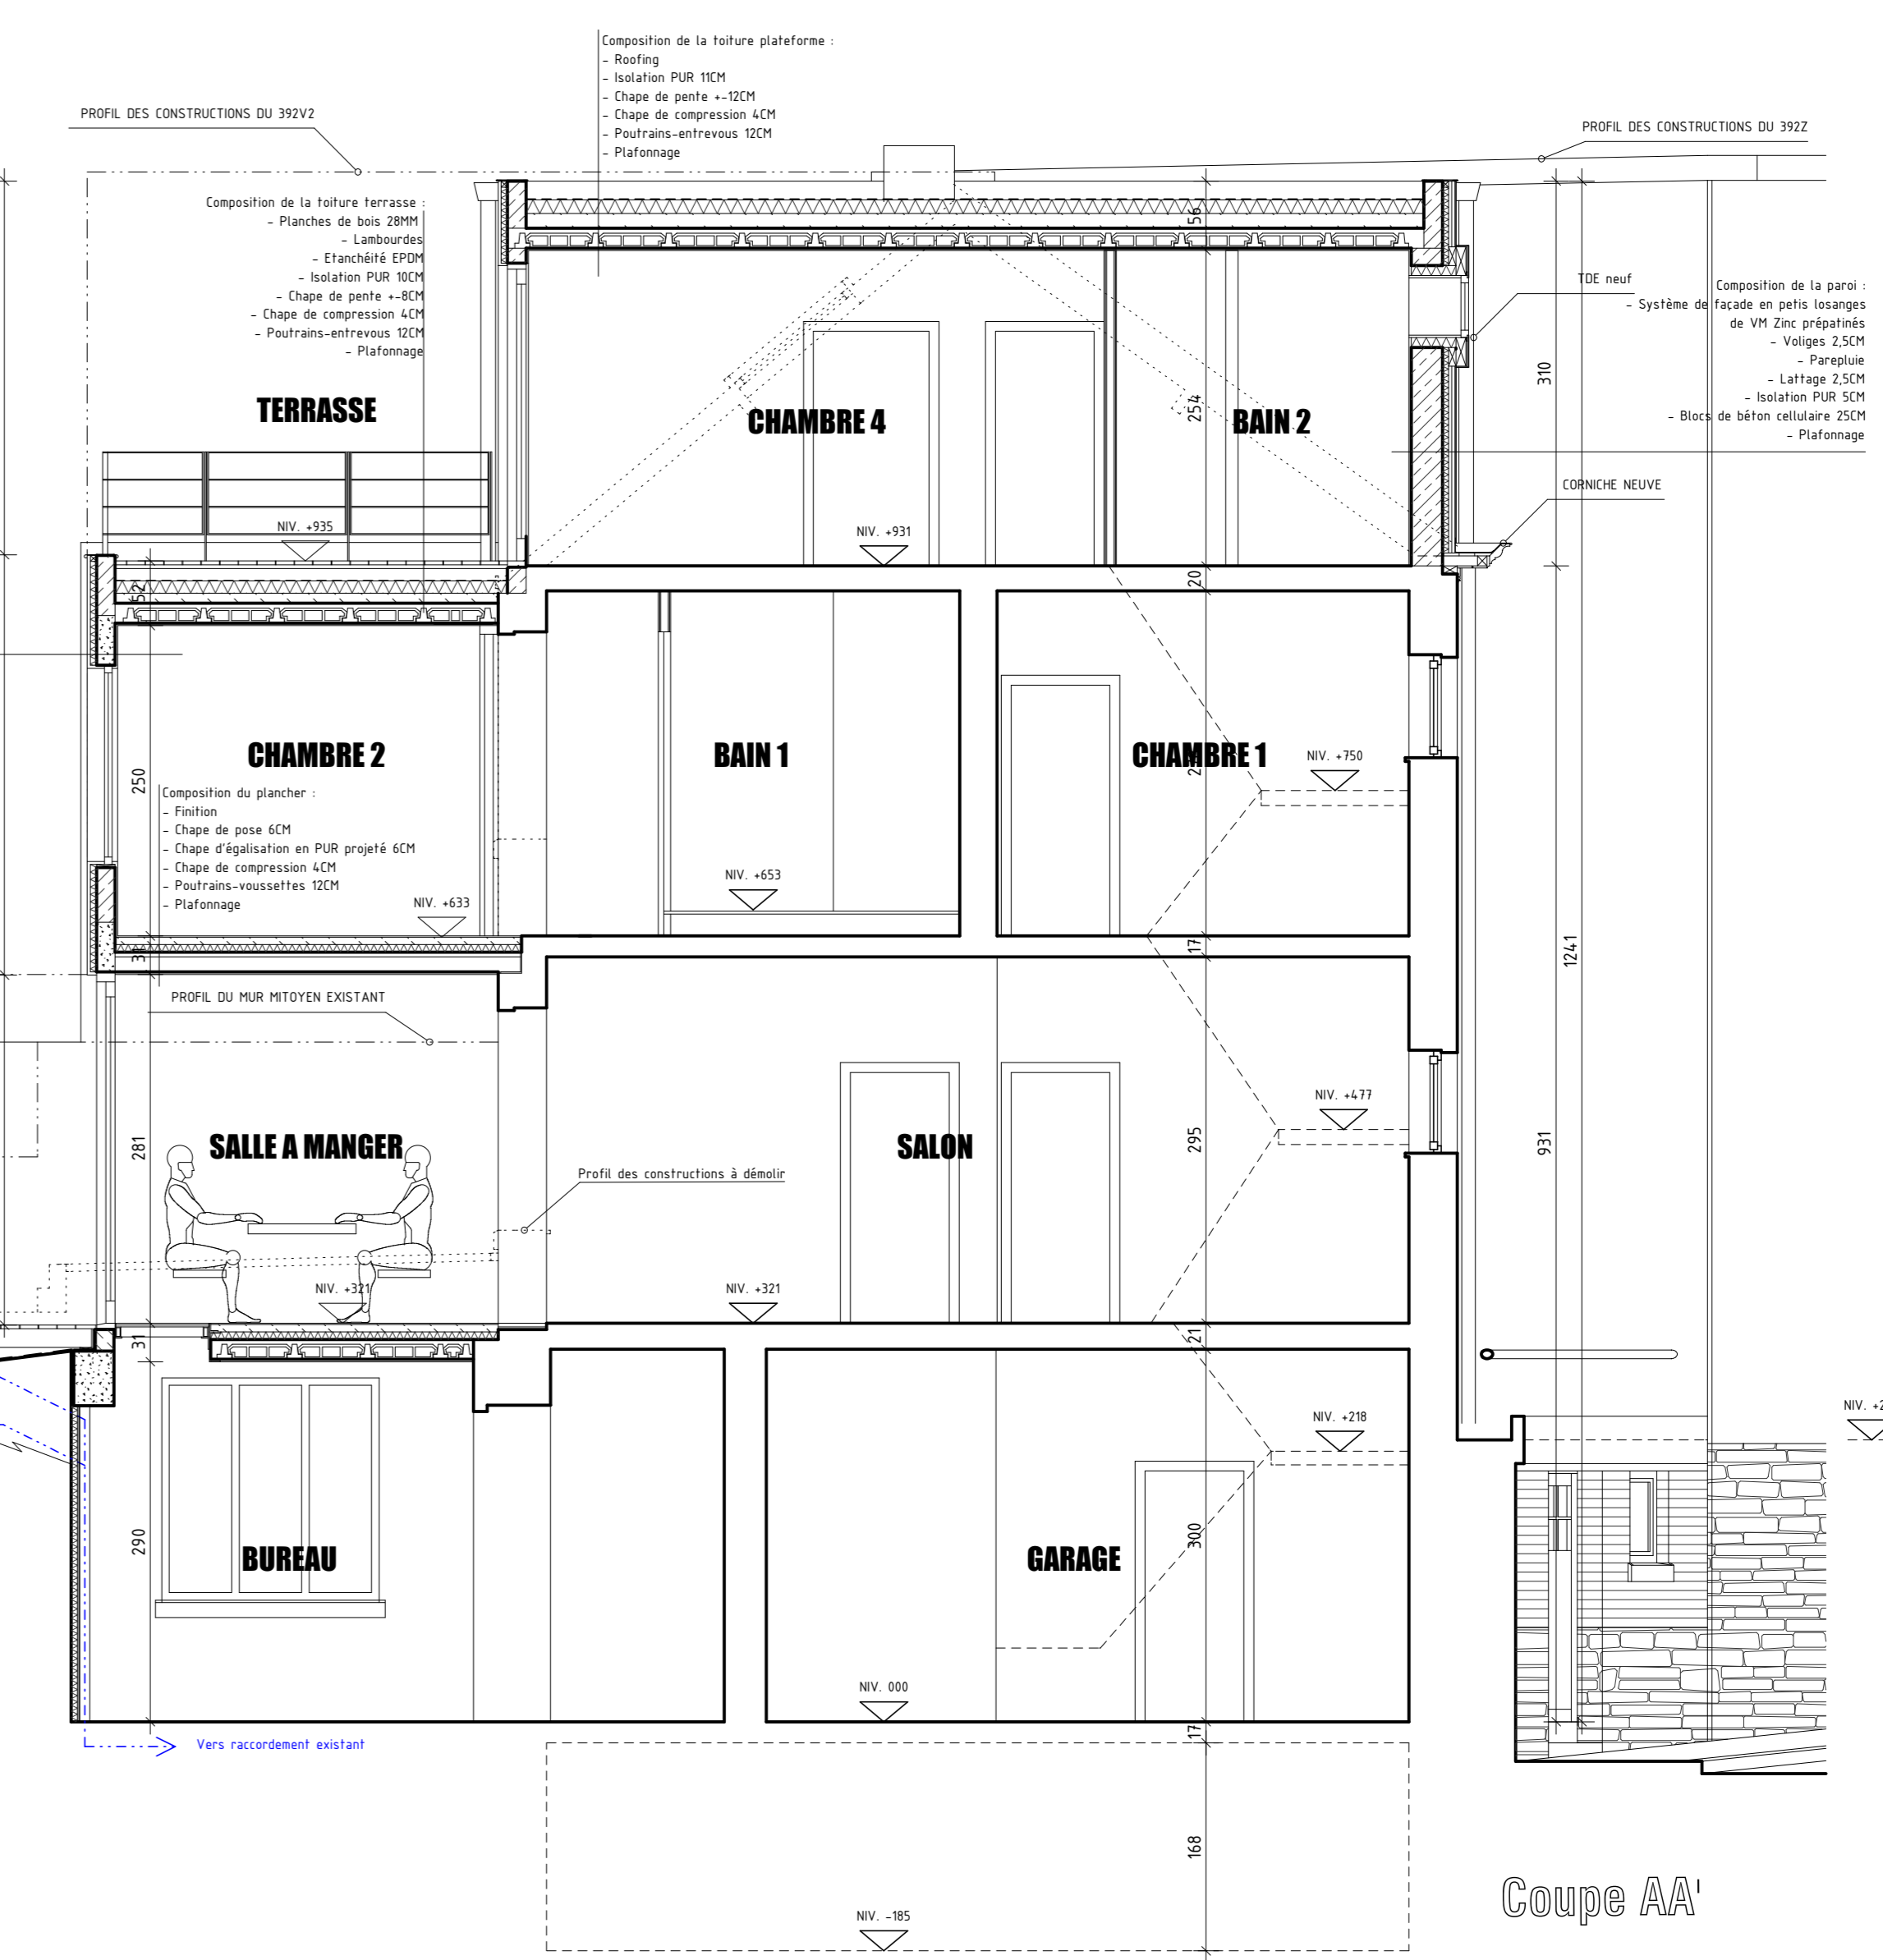 Composition de la toiture plateforme :
- Roofing
- Isolation PUR 11CM
- Chape de pente +-12CM
- Chape de compression 4CM
- Poutrains-entrevous 12CM
- Plafonnage
PROFIL DES CONSTRUCTIONS DU 392V2
PROFIL DES CONSTRUCTIONS DU 392Z
Composition de la toiture terrasse :
- Planches de bois 28MM
- Lambourdes
- Etanchéité EPDM
- Isolation PUR 10CM
- Chape de pente +-8CM
- Chape de compression 4CM
- Poutrains-entrevous 12CM
- Plafonnage
56
TDE neuf
Composition de la paroi :
- Système de façade en petis losanges
de VM Zinc prépatinés
- Voliges 2,5CM
- Parepluie
- Lattage 2,5CM
- Isolation PUR 5CM
- Blocs de béton cellulaire 25CM
- Plafonnage
310
TERRASSE
CHAMBRE 4
254
BAIN 2
CORNICHE NEUVE
NIV. +935
NIV. +931
52
20
CHAMBRE 2
BAIN 1
CHAMBRE 1
NIV. +750
250
Composition du plancher :
- Finition
- Chape de pose 6CM
- Chape d'égalisation en PUR projeté 6CM
- Chape de compression 4CM
- Poutrains-voussettes 12CM
- Plafonnage
NIV. +653
NIV. +633
31
17
1241
PROFIL DU MUR MITOYEN EXISTANT
NIV. +477
281
SALLE A MANGER
SALON
295
931
Profil des constructions à démolir
NIV. +321
NIV. +321
31
21
NIV. +218
290
BUREAU
GARAGE
300
NIV. 000
17
Vers raccordement existant
168
NIV. -185
Coupe AA'